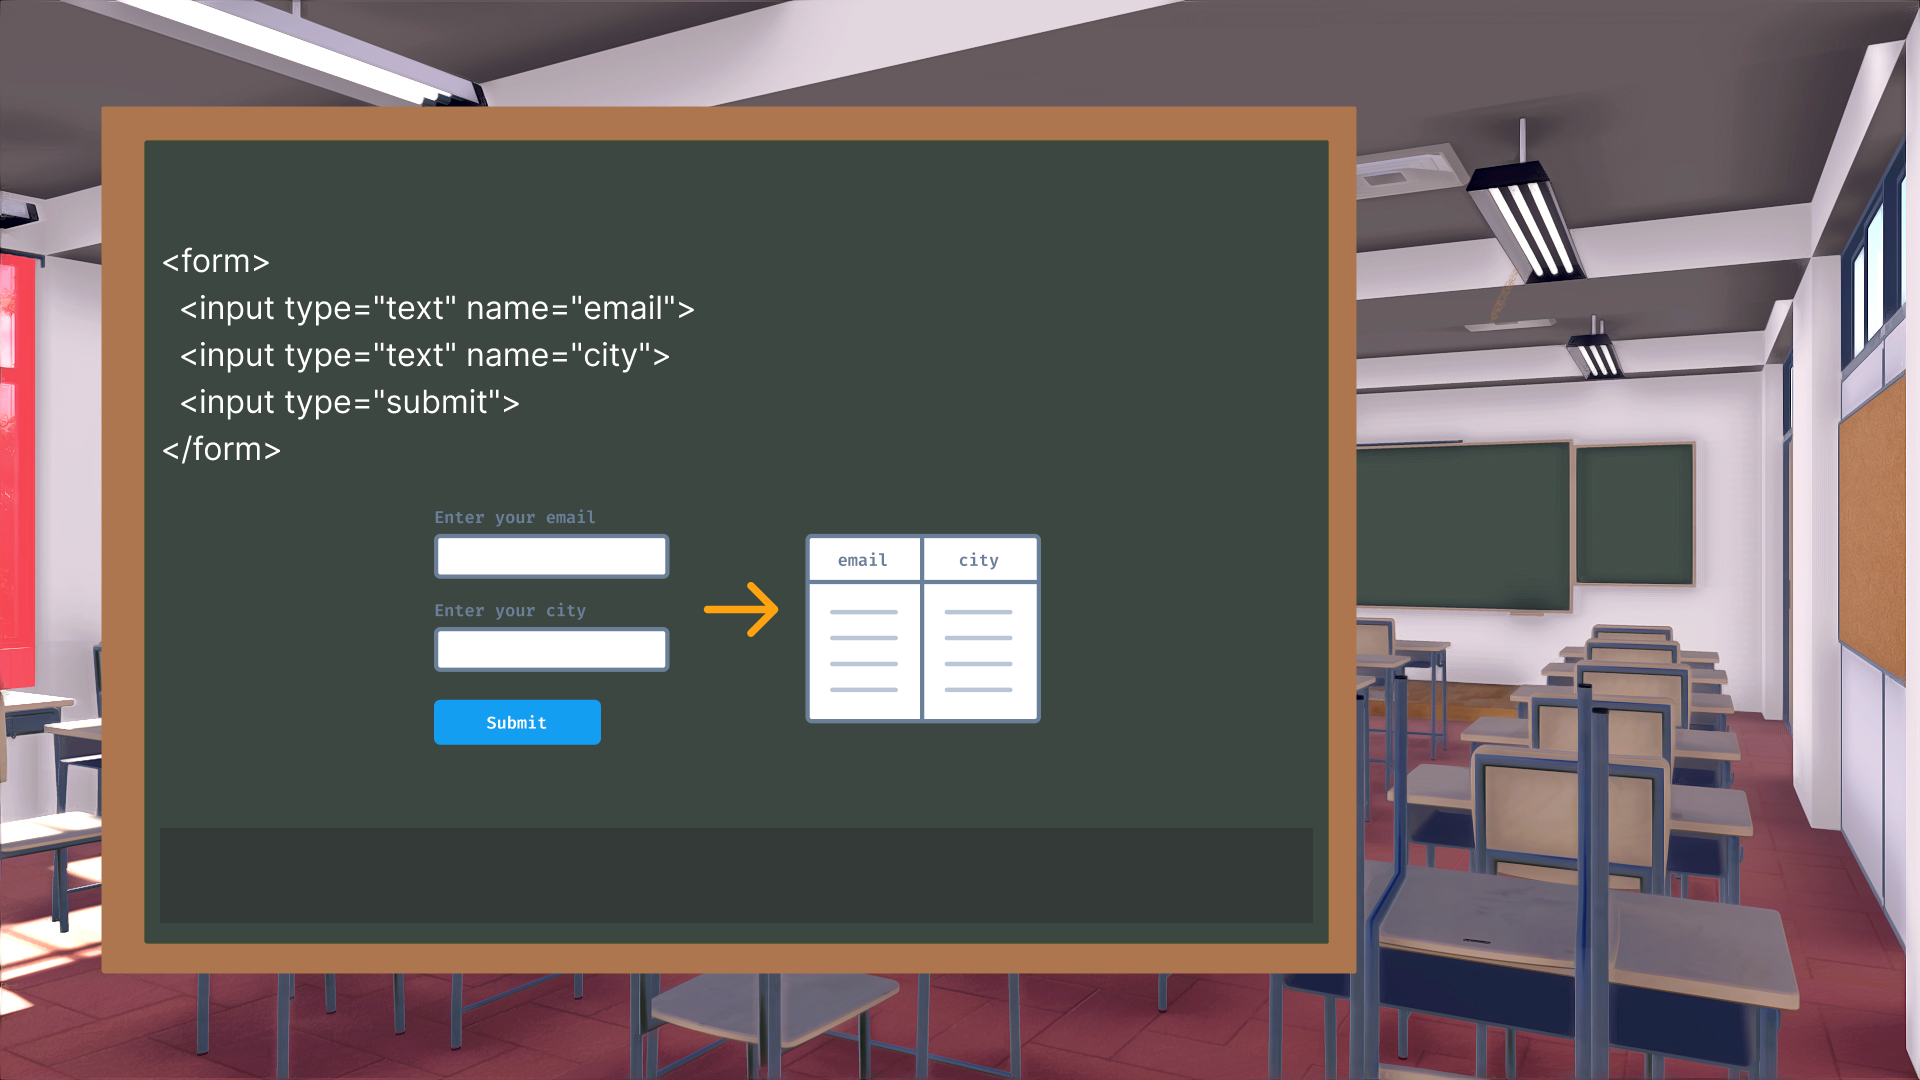 <form>
<input type="text" name="email">
<input type="text" name="city">
<input type="submit">
</form>
Enter your email
Enter your city
Submit
email city